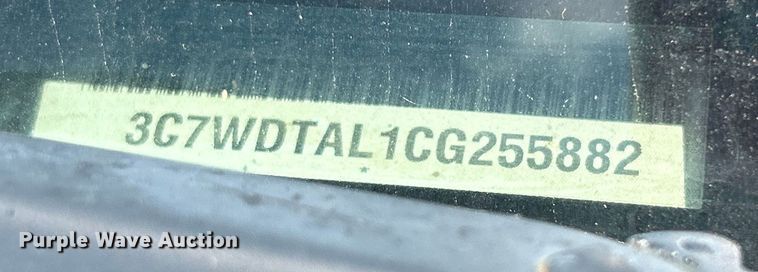 3C7WDTAL1CG255882
Purple Wave Auction